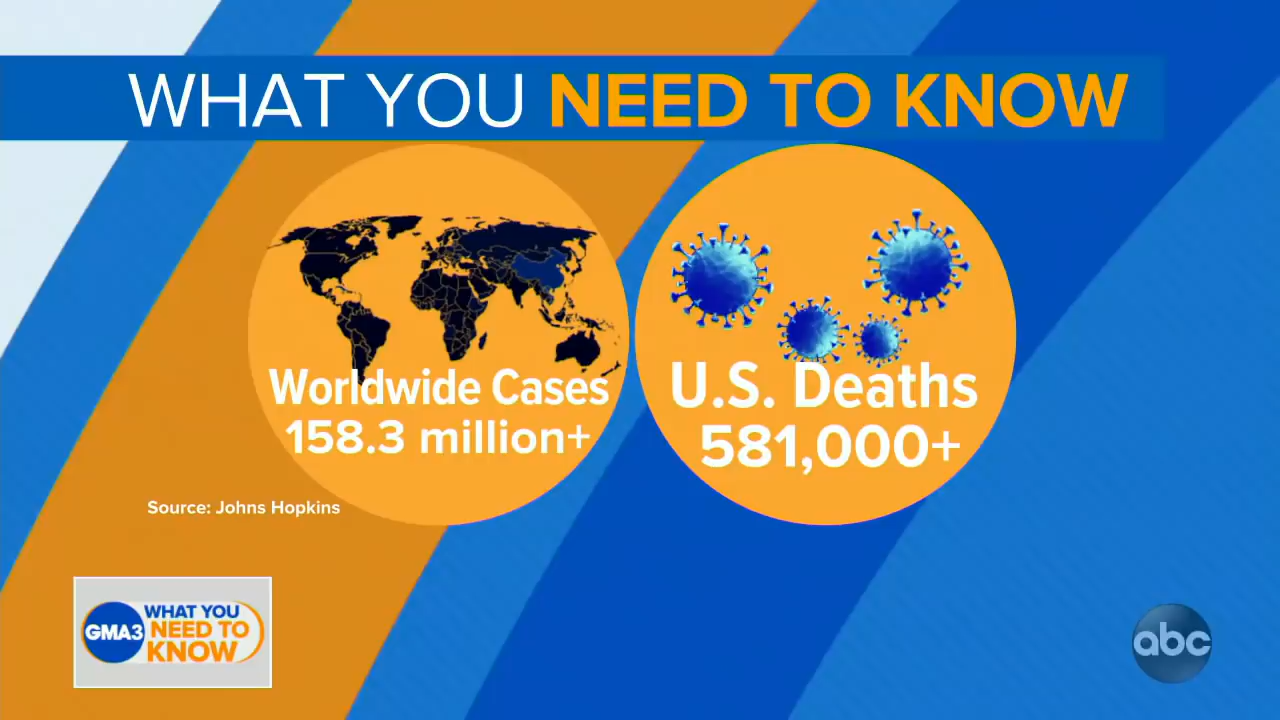 WHAT YOU NEED TO KNOW
Worldwide Cases
158.3 million+
U.S. Deaths
581,000+
Source: Johns Hopkins
GMA3
WHAT YOU
NEED TO
KNOW
abc